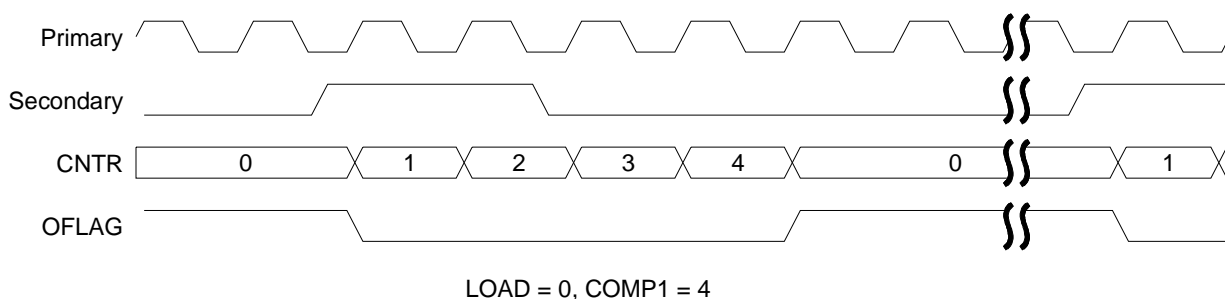 Primary
Secondary
CNTR 0 1 2 3 4 0 1
OFLAG
LOAD = 0, COMP1 = 4